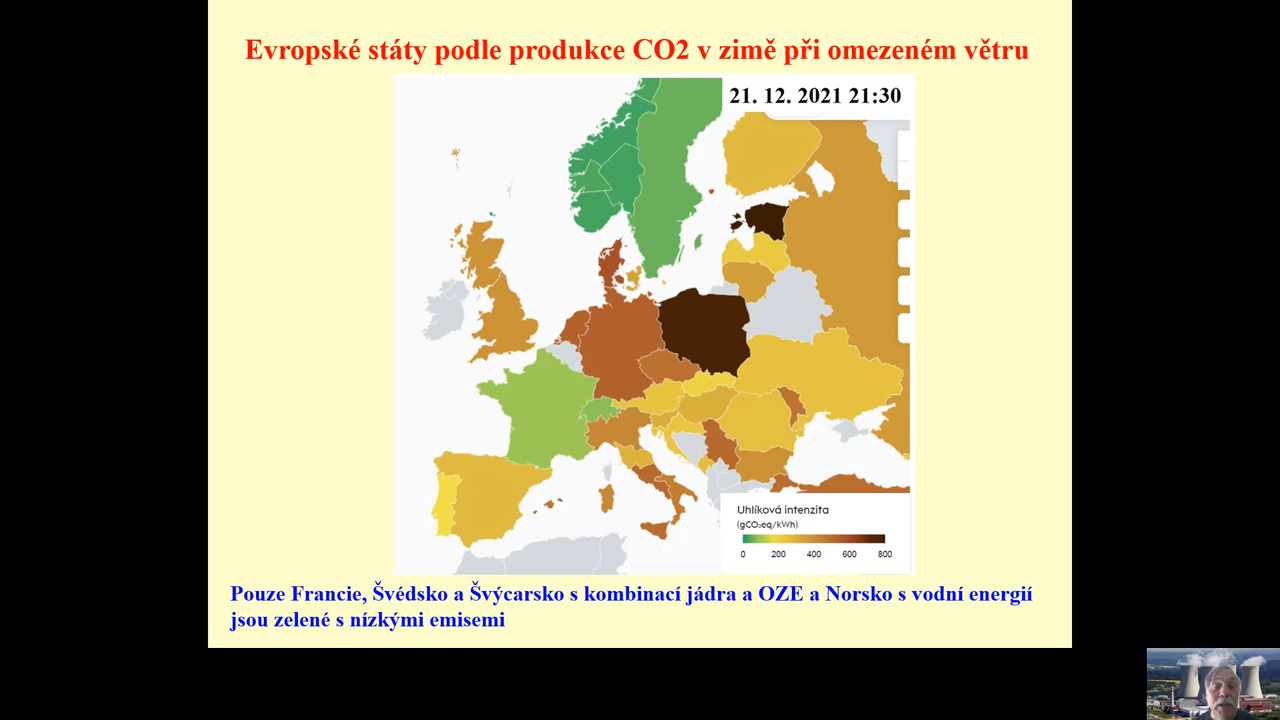 Evropské státy podle produkce CO2 v zimě při omezeném větru
21. 12. 2021 21:30
Uhlíková intenzita
(gCO₂eq/kWh)
0 200 400 600 800
Pouze Francie, Švédsko a Švýcarsko s kombinací jádra a OZE a Norsko s vodní energií
jsou zelené s nízkými emisemi